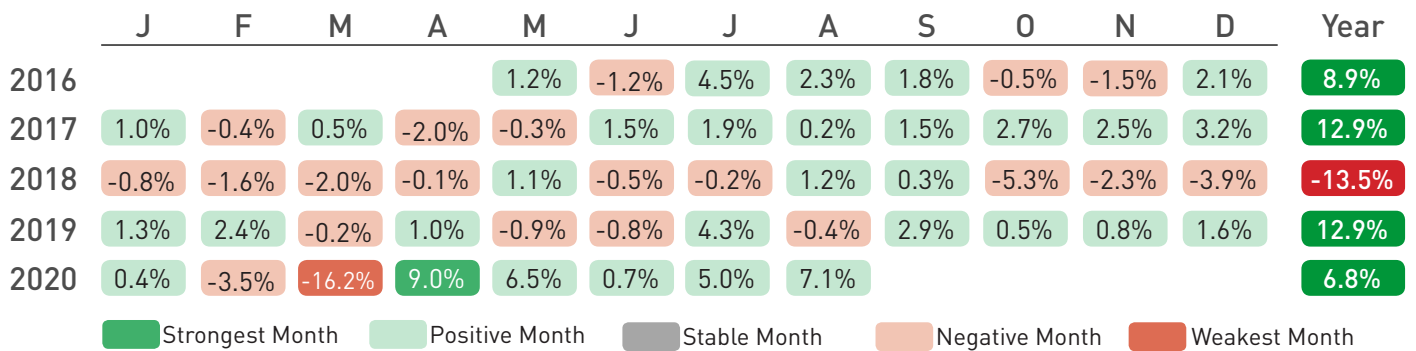 J F M A M J J A S O N D Year
2016 1.2% -1.2% 4.5% 2.3% 1.8% -0.5% -1.5% 2.1% 8.9%
2017 1.0% -0.4% 0.5% -2.0% -0.3% 1.5% 1.9% 0.2% 1.5% 2.7% 2.5% 3.2% 12.9%
2018 -0.8% -1.6% -2.0% -0.1% 1.1% -0.5% -0.2% 1.2% 0.3% -5.3% -2.3% -3.9% -13.5%
2019 1.3% 2.4% -0.2% 1.0% -0.9% -0.8% 4.3% -0.4% 2.9% 0.5% 0.8% 1.6% 12.9%
2020 0.4% -3.5% -16.2% 9.0% 6.5% 0.7% 5.0% 7.1% 6.8%
Strongest Month Positive Month Stable Month Negative Month Weakest Month